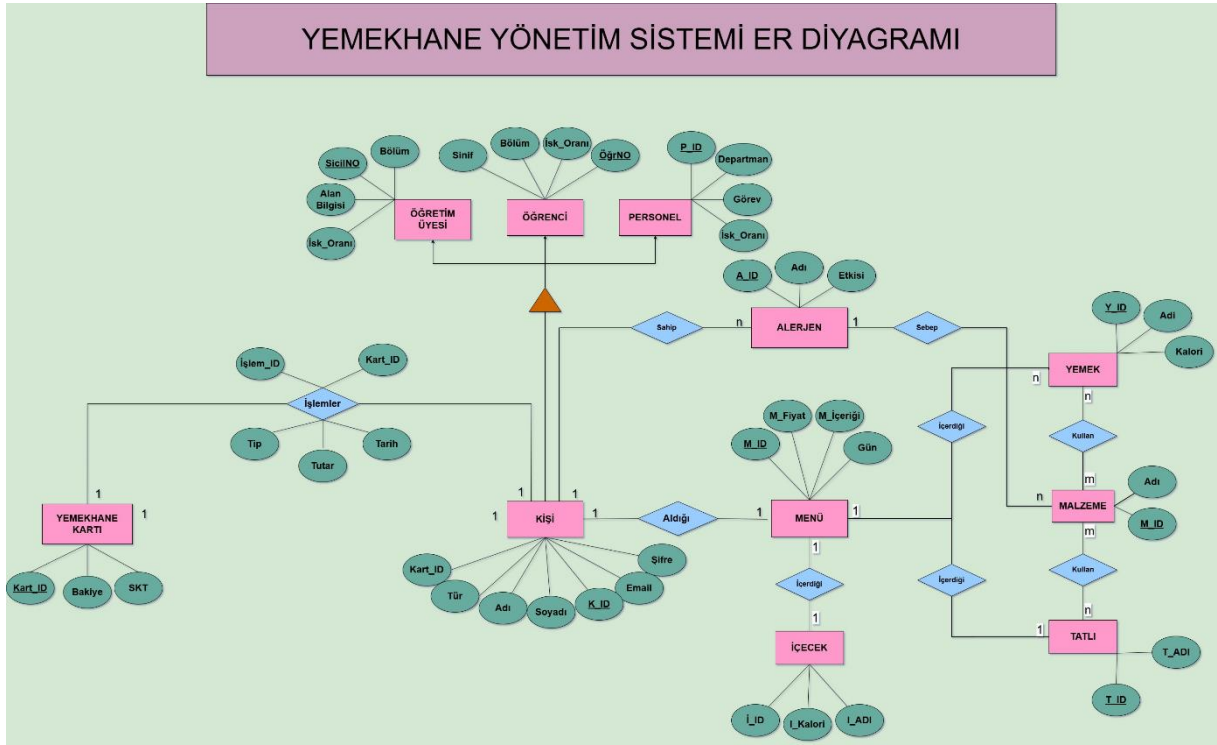 YEMEKHANE YÖNETİM SİSTEMİ ER DİYAGRAMI
SicilNO
Bölüm
Alan
Bilgisi
İsk_Oranı
ÖĞRETİM
ÜYESİ
Sinif
Bölüm
İsk_Oranı
ÖğrNO
ÖĞRENCİ
P_ID
Departman
Görev
İsk_Oranı
PERSONEL
A_ID
Adı
Etkisi
Sahip
n
ALERJEN
1
Sebep
Y_ID
Adi
Kalori
YEMEK
n
n
İşlem_ID
Kart_ID
İşlemler
Tip
Tutar
Tarih
M_ID
M_Fiyat
M_İçeriği
Gün
İçerdiği
Kullan
m
1
YEMEKHANE
KARTI
1
Kart_ID
Bakiye
SKT
1
1
1
KİŞİ
1
Aldığı
1
MENÜ
1
1
n
MALZEME
Adı
M_ID
m
Kart_ID
Tür
Adı
Soyadı
K_ID
Email
Şifre
İçerdiği
1
İÇECEK
İ_ID
I_Kalori
I_ADI
İçerdiği
Kullan
n
1
TATLI
T_ADI
T_ID